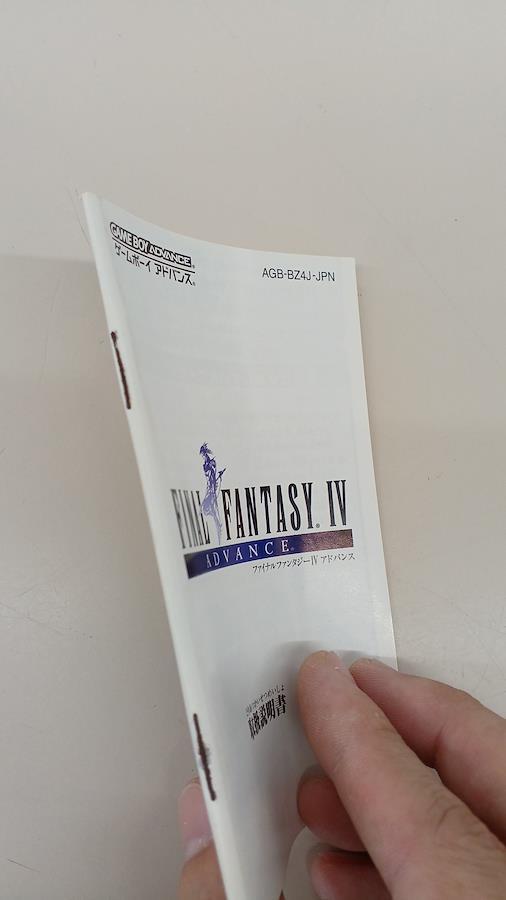 GAME BOY ADVANCE®
ゲームボーイ アドバンス®
AGB-BZ4J-JPN
FINAL FANTASY® IV
ADVANCE®
ファイナルファンタジーIV アドバンス
取扱説明書